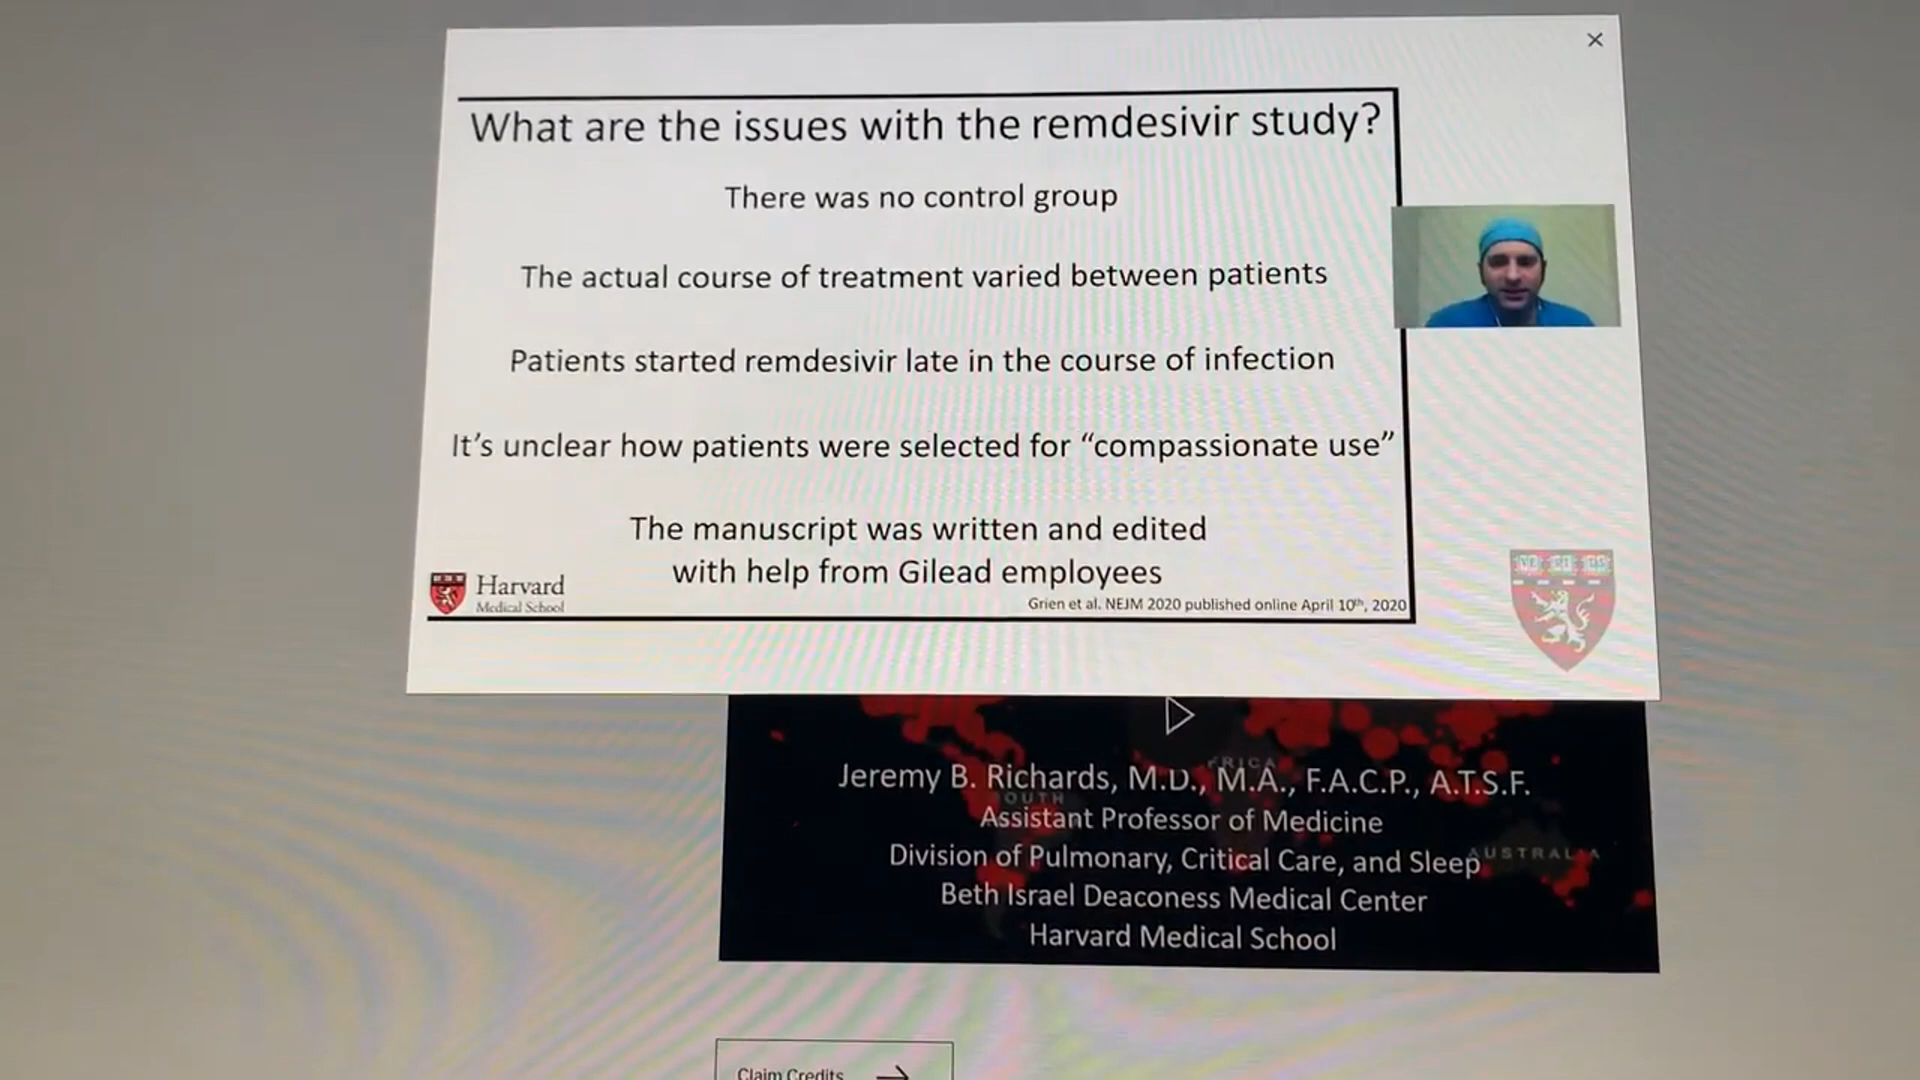 ×
What are the issues with the remdesivir study?
There was no control group
The actual course of treatment varied between patients
Patients started remdesivir late in the course of infection
It’s unclear how patients were selected for “compassionate use”
The manuscript was written and edited
with help from Gilead employees
Harvard
Medical School
Grien et al. NEJM 2020 published online April 10th, 2020
VE RI TAS
Jeremy B. Richards, M.D., M.A., F.A.C.P., A.T.S.F.
Assistant Professor of Medicine
Division of Pulmonary, Critical Care, and Sleep
AUSTRALIA
Beth Israel Deaconess Medical Center
Harvard Medical School
Claim Credits →